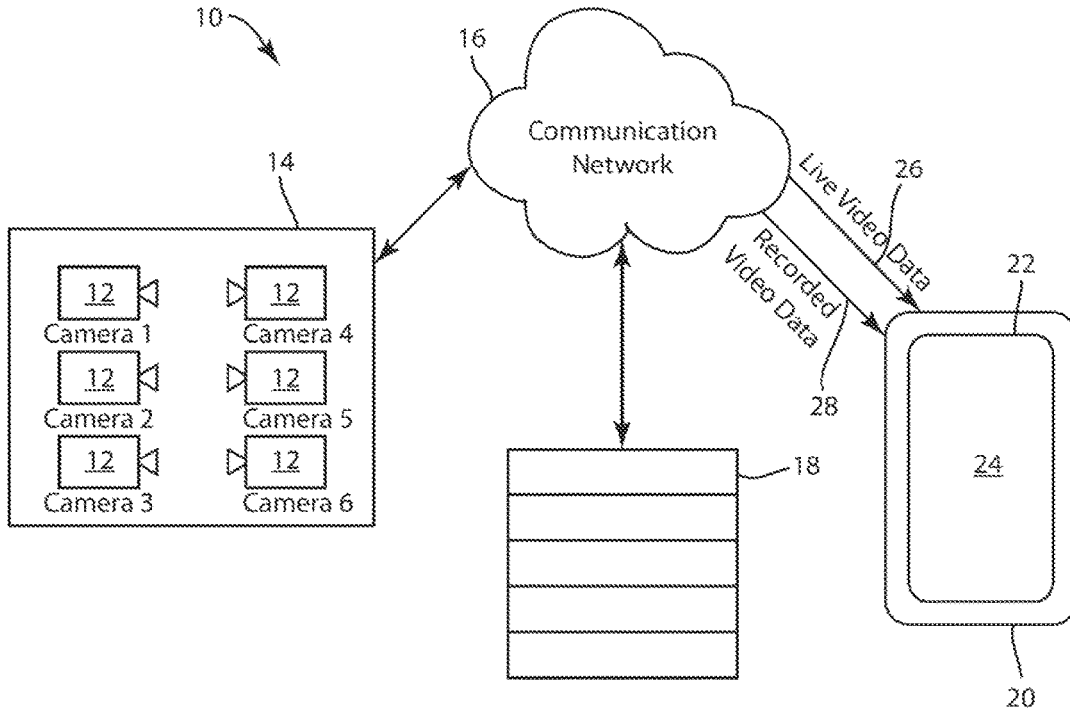 10
16
Communication
Network
14
Live Video Data
26
Recorded
Video Data
28
22
12
Camera 1
12
Camera 4
12
Camera 2
12
Camera 5
12
Camera 3
12
Camera 6
18
24
20